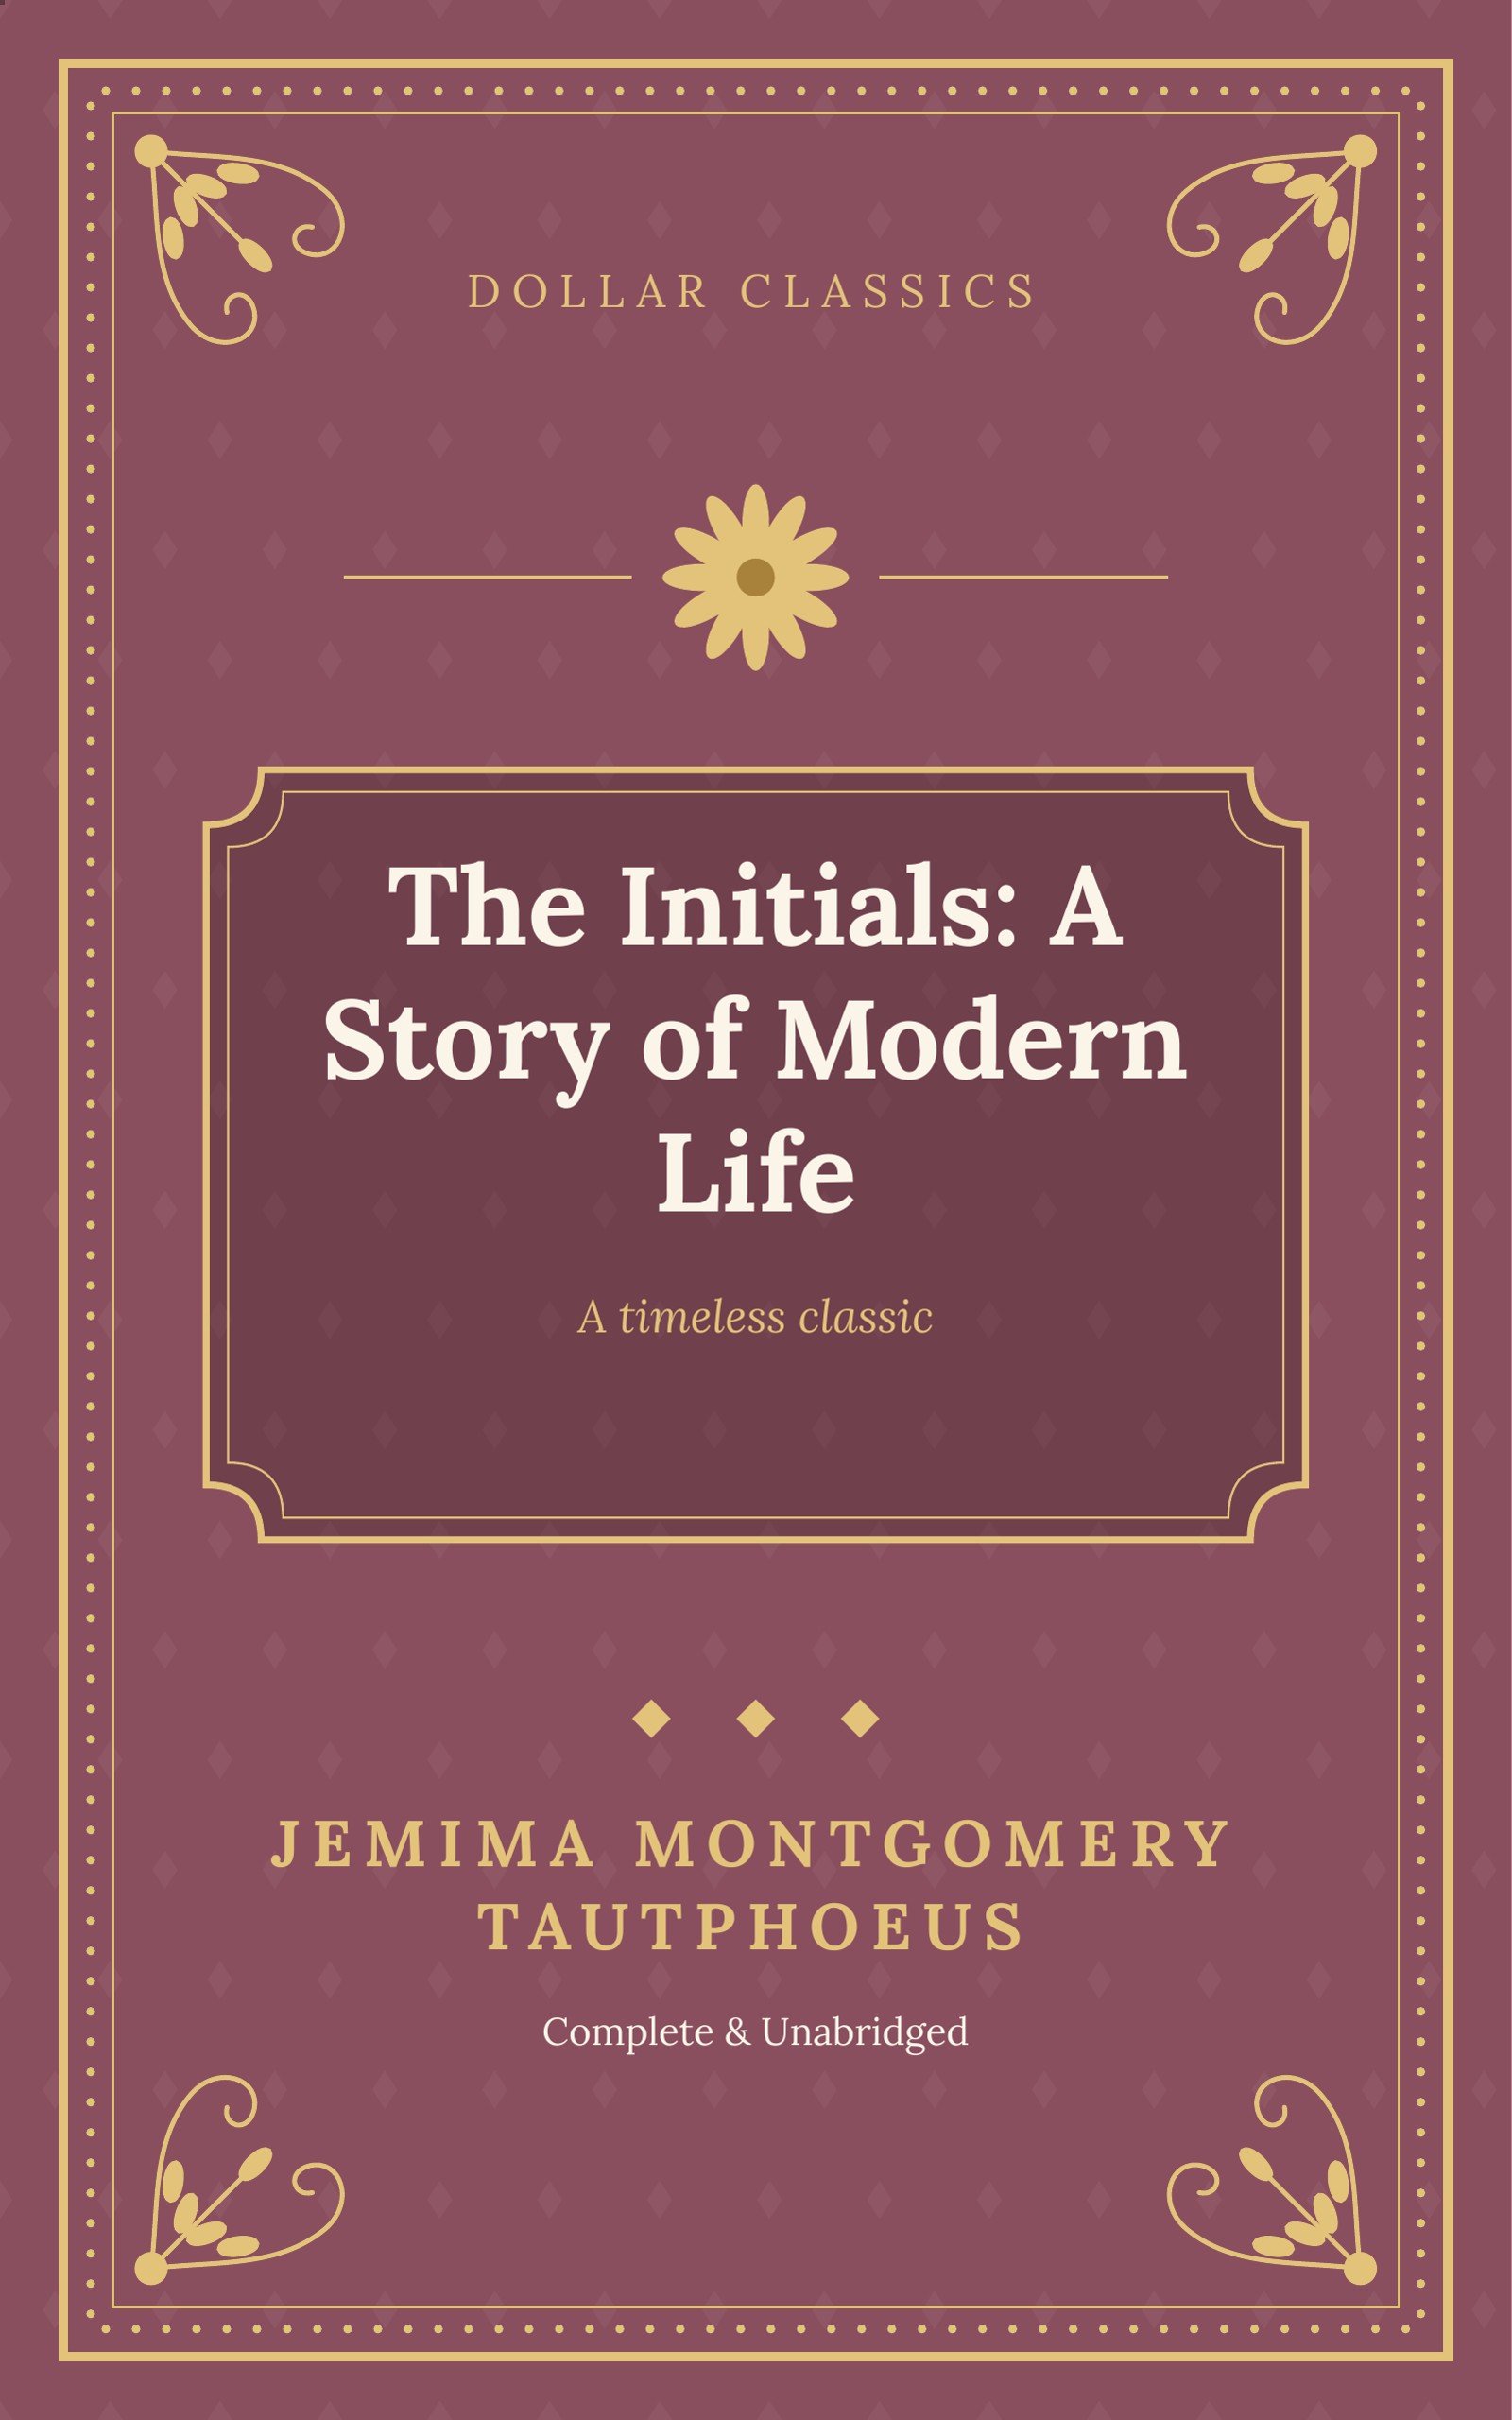 DOLLAR CLASSICS
The Initials: A
Story of Modern
Life
A timeless classic
JEMIMA MONTGOMERY
TAUTPHOEUS
Complete & Unabridged